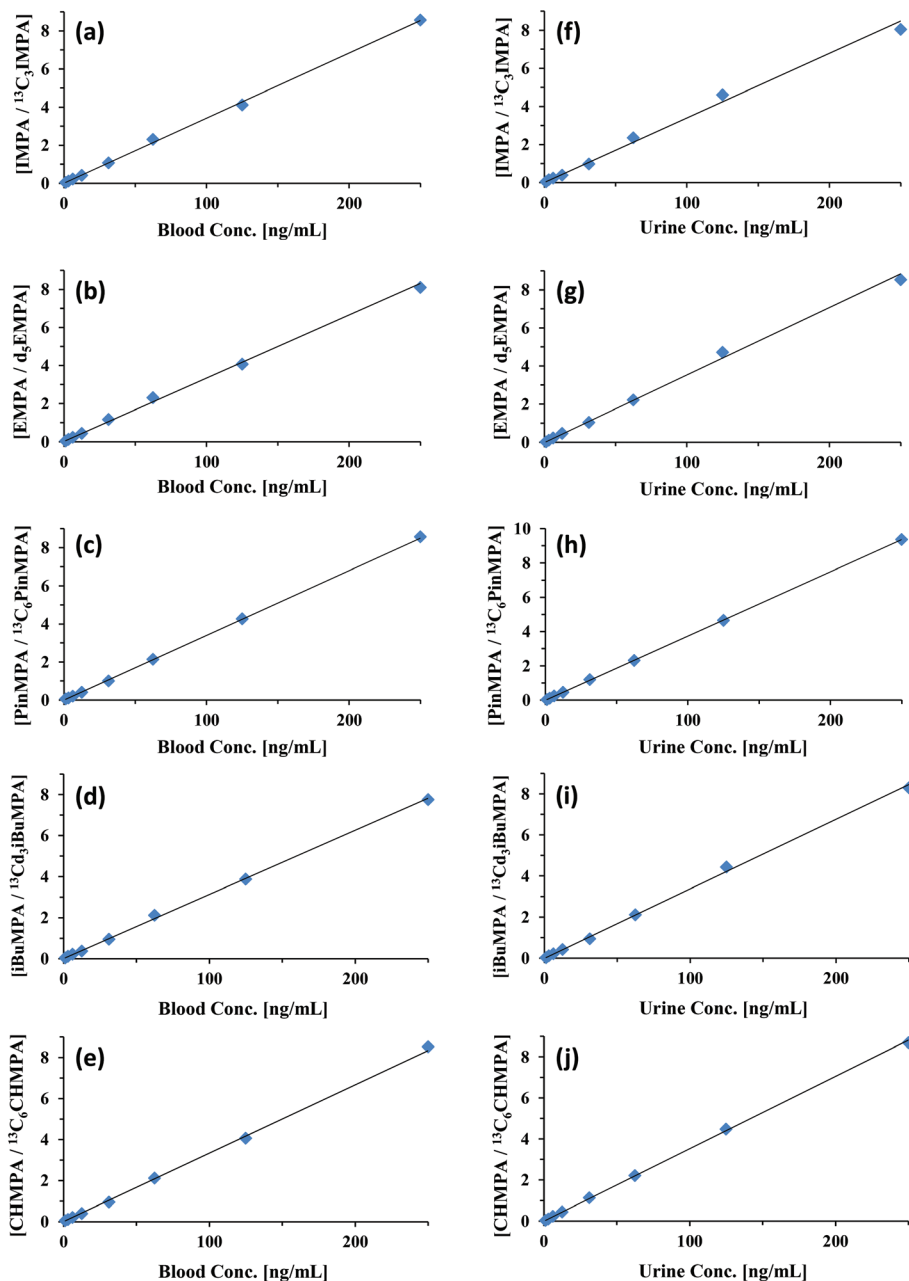 (a)
[IMPA / ¹³C₃IMPA]
8
6
4
2
0
0 100 200
Blood Conc. [ng/mL]
(f)
[IMPA / ¹³C₃IMPA]
8
6
4
2
0
0 100 200
Urine Conc. [ng/mL]
(b)
[EMPA / d₅EMPA]
8
6
4
2
0
0 100 200
Blood Conc. [ng/mL]
(g)
[EMPA / d₅EMPA]
8
6
4
2
0
0 100 200
Urine Conc. [ng/mL]
(c)
[PinMPA / ¹³C₆PinMPA]
8
6
4
2
0
0 100 200
Blood Conc. [ng/mL]
(h)
[PinMPA / ¹³C₆PinMPA]
10
8
6
4
2
0
0 100 200
Urine Conc. [ng/mL]
(d)
[iBuMPA / ¹³Cd₃iBuMPA]
8
6
4
2
0
0 100 200
Blood Conc. [ng/mL]
(i)
[iBuMPA / ¹³Cd₃iBuMPA]
8
6
4
2
0
0 100 200
Urine Conc. [ng/mL]
(e)
[CHMPA / ¹³C₆CHMPA]
8
6
4
2
0
0 100 200
Blood Conc. [ng/mL]
(j)
[CHMPA / ¹³C₆CHMPA]
8
6
4
2
0
0 100 200
Urine Conc. [ng/mL]